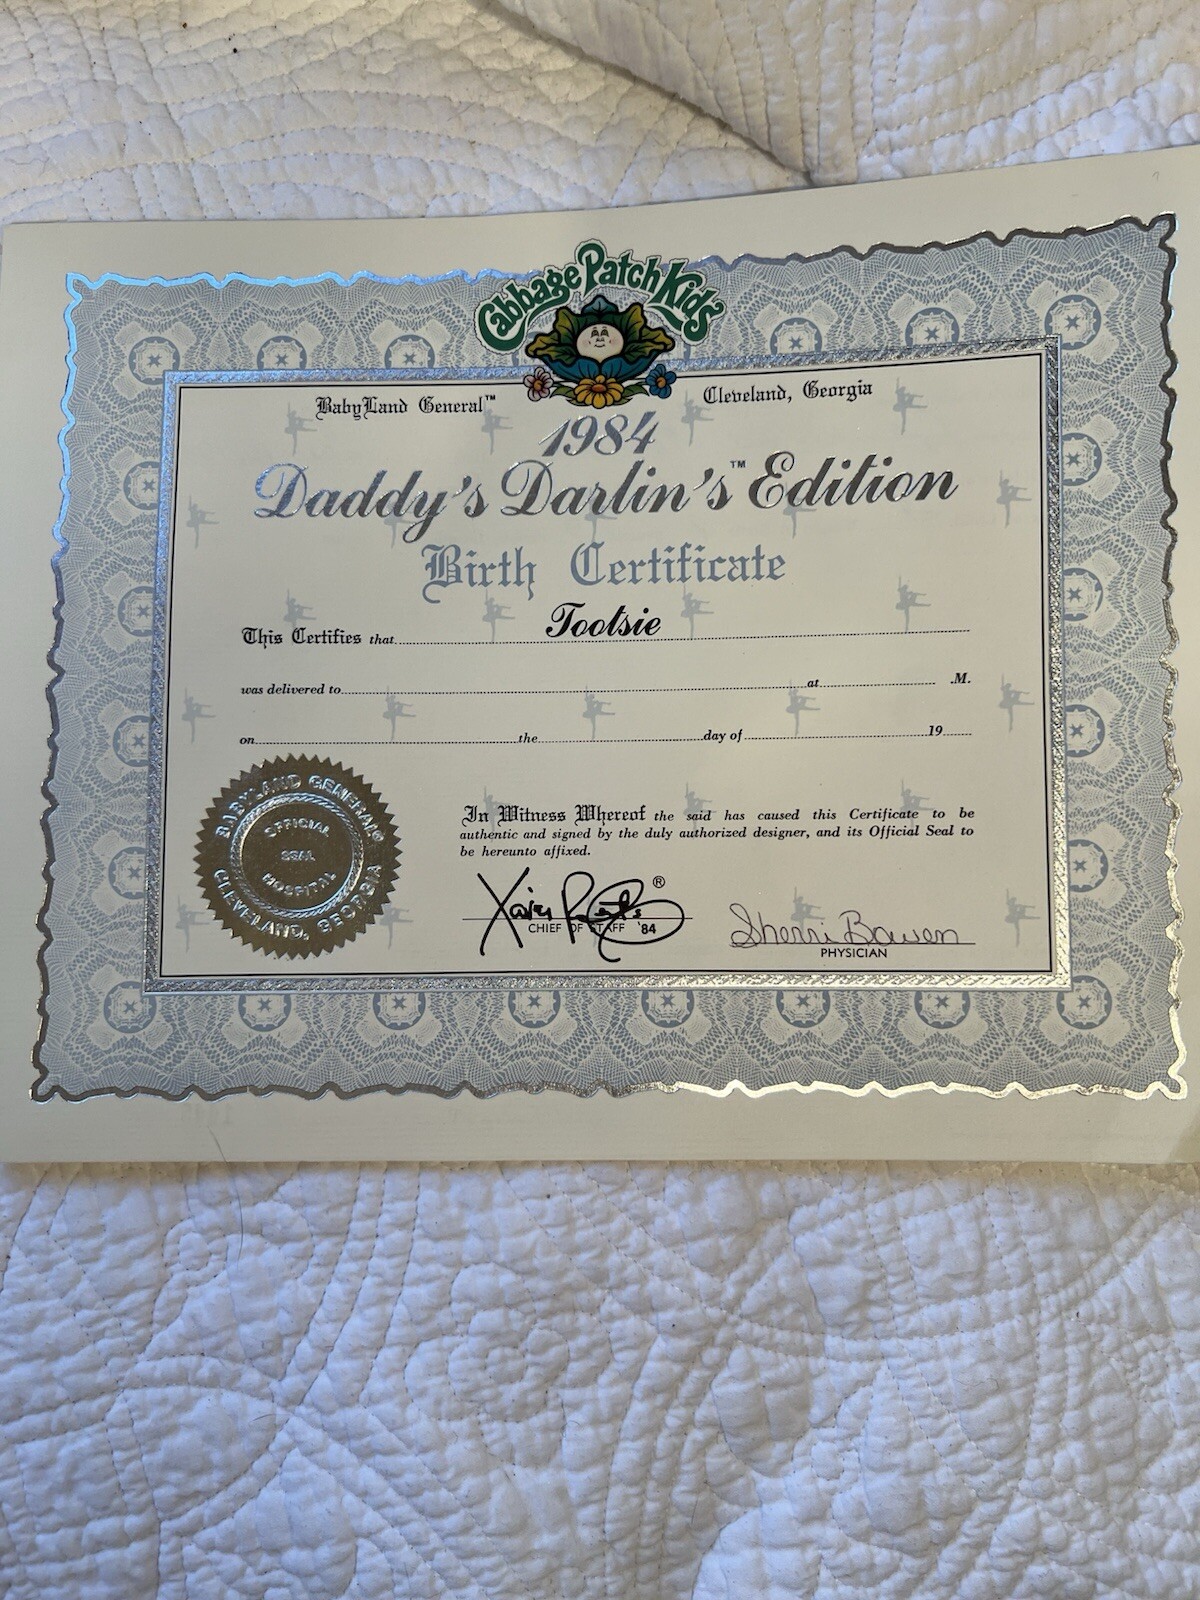 Cabbage Patch Kids
BabyLand General™ Cleveland, Georgia
1984
Daddy's Darlin's™ Edition
Birth Certificate
This Certifies that Tootsie
was delivered to at .M.
on the day of 19
BABYLAND GENERAL®
OFFICIAL
SEAL
HOSPITAL
CLEVELAND, GEORGIA
In Witness Whereof the said has caused this Certificate to be
authentic and signed by the duly authorized designer, and its Official Seal to
be hereunto affixed.
Xavier Roberts ® '84
CHIEF OF STAFF
Sherri Bowen
PHYSICIAN